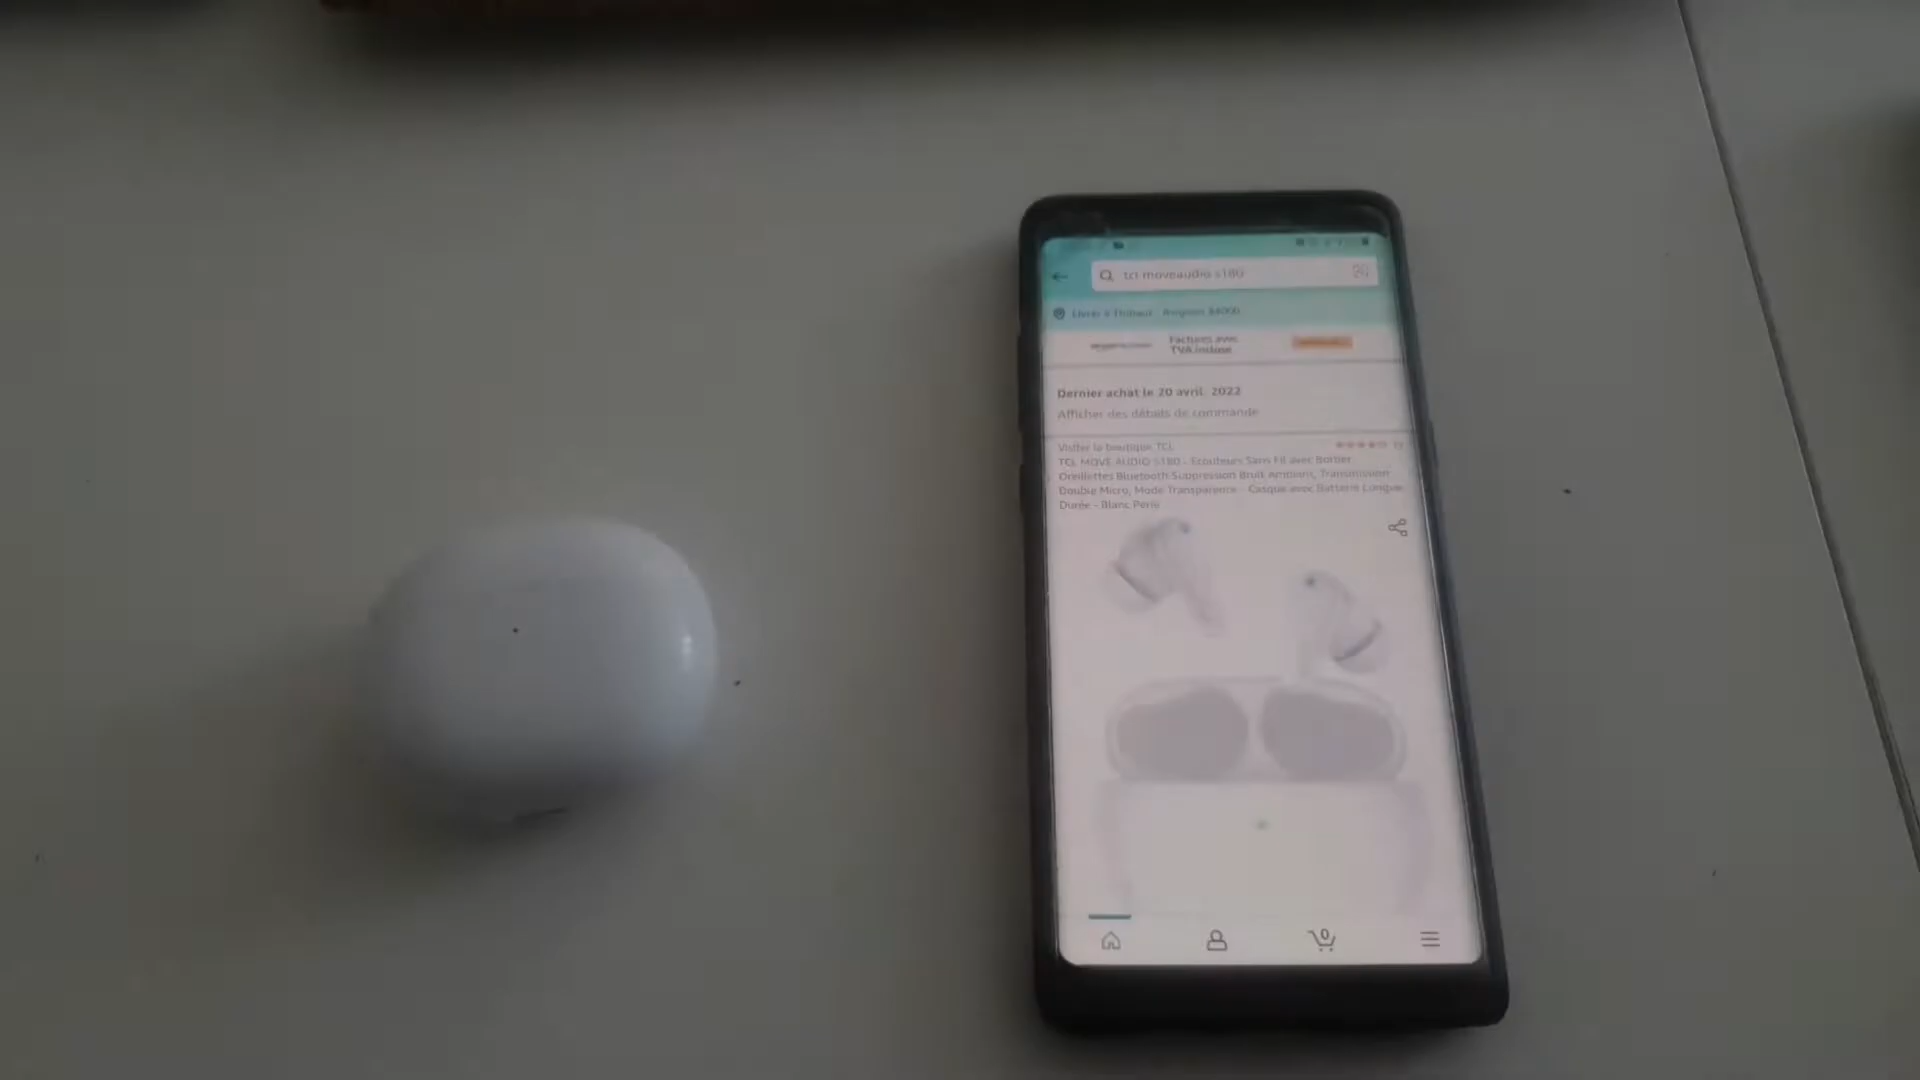 tcl moveaudio s180
Livrer à Thibaut - Avignon 84000
Factures avec
TVA incluse
Dernier achat le 20 avril. 2022
Afficher des détails de commande
Visiter la boutique TCL
TCL MOVE AUDIO S180 - Ecouteurs Sans Fil avec Boitier
Oreillettes Bluetooth Suppression Bruit Ambiant, Transmission
Double Micro, Mode Transparence - Casque avec Batterie Longue
Durée - Blanc Perle
0